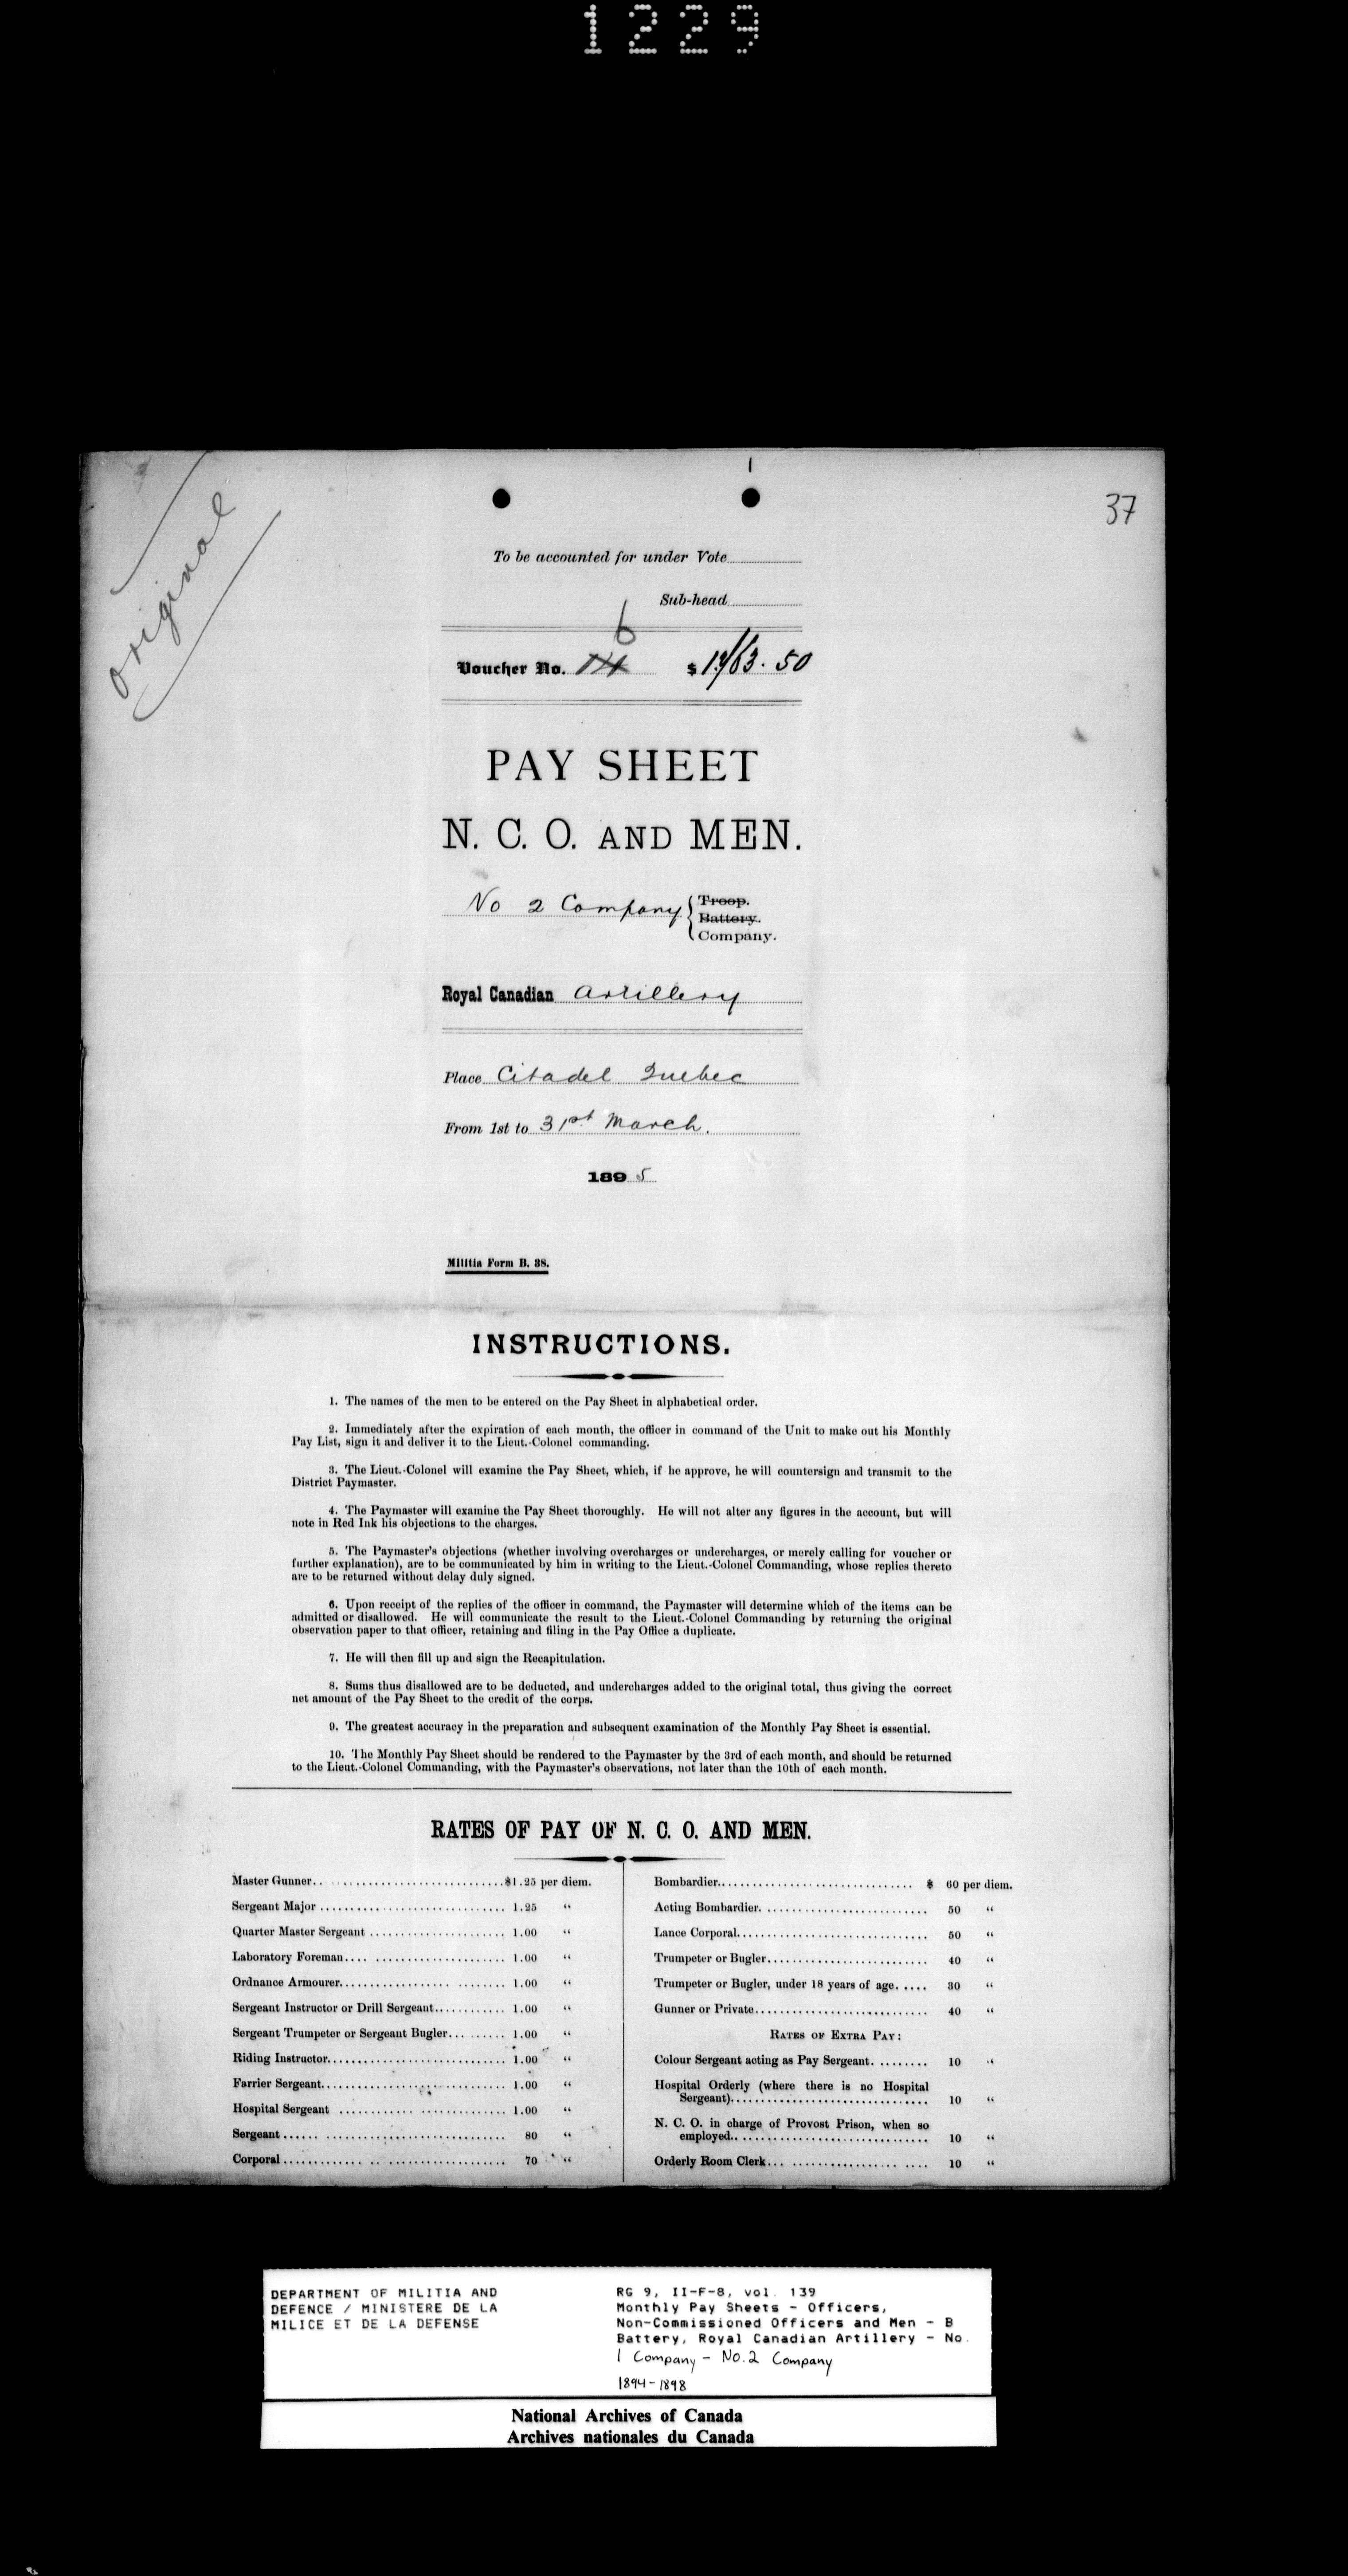 1229
original
37
To be accounted for under Vote
Sub-head
6
Voucher No.
PAY SHEET
N. C. O. AND MEN.
No 2 Company { Troop.
Battery.
Company.
Royal Canadian Artillery
Place Citadel Quebec
From 1st to 31st March.
1895
Militia Form B. 38.
INSTRUCTIONS.
1. The names of the men to be entered on the Pay Sheet in alphabetical order.
2. Immediately after the expiration of each month, the officer in command of the Unit to make out his Monthly
Pay List, sign it and deliver it to the Lieut.-Colonel commanding.
3. The Lieut.-Colonel will examine the Pay Sheet, which, if he approve, he will countersign and transmit to the
District Paymaster.
4. The Paymaster will examine the Pay Sheet thoroughly. He will not alter any figures in the account, but will
note in Red Ink his objections to the charges.
5. The Paymaster's objections (whether involving overcharges or undercharges, or merely calling for voucher or
further explanation), are to be communicated by him in writing to the Lieut.-Colonel Commanding, whose replies thereto
are to be returned without delay duly signed.
6. Upon receipt of the replies of the officer in command, the Paymaster will determine which of the items can be
admitted or disallowed. He will communicate the result to the Lieut.-Colonel Commanding by returning the original
observation paper to that officer, retaining and filing in the Pay Office a duplicate.
7. He will then fill up and sign the Recapitulation.
8. Sums thus disallowed are to be deducted, and undercharges added to the original total, thus giving the correct
net amount of the Pay Sheet to the credit of the corps.
9. The greatest accuracy in the preparation and subsequent examination of the Monthly Pay Sheet is essential.
10. The Monthly Pay Sheet should be rendered to the Paymaster by the 3rd of each month, and should be returned
to the Lieut.-Colonel Commanding, with the Paymaster's observations, not later than the 10th of each month.
RATES OF PAY OF N. C. O. AND MEN.
Master Gunner $1.25 per diem.
Sergeant Major 1.25 "
Quarter Master Sergeant 1.00 "
Laboratory Foreman 1.00 "
Ordnance Armourer 1.00 "
Sergeant Instructor or Drill Sergeant 1.00 "
Sergeant Trumpeter or Sergeant Bugler 1.00 "
Riding Instructor 1.00 "
Farrier Sergeant 1.00 "
Hospital Sergeant 1.00 "
Sergeant 80 "
Corporal 70 "
Bombardier $ 60 per diem.
Acting Bombardier 50 "
Lance Corporal 50 "
Trumpeter or Bugler 40 "
Trumpeter or Bugler, under 18 years of age 30 "
Gunner or Private 40 "
RATES OF EXTRA PAY:
Colour Sergeant acting as Pay Sergeant 10 "
Hospital Orderly (where there is no Hospital
Sergeant) 10 "
N. C. O. in charge of Provost Prison, when so
employed 10 "
Orderly Room Clerk 10 "
DEPARTMENT OF MILITIA AND
DEFENCE / MINISTERE DE LA
MILICE ET DE LA DEFENSE
RG 9, II-F-8, vol. 139
Monthly Pay Sheets - Officers,
Non-Commissioned Officers and Men - B
Battery, Royal Canadian Artillery - No.
1 Company - No.2 Company
1894-1898
National Archives of Canada
Archives nationales du Canada